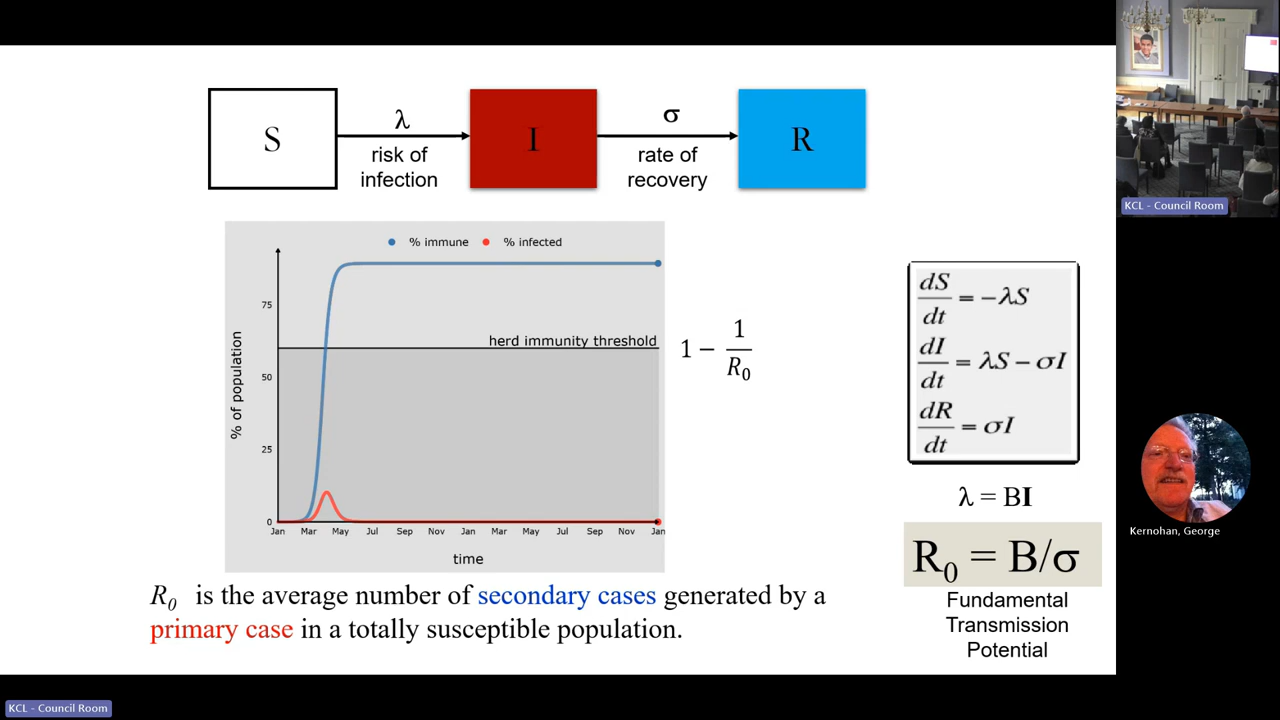 S
λ
risk of
infection
I
σ
rate of
recovery
R
% immune % infected
% of population
75
50
25
0
herd immunity threshold
Jan Mar May Jul Sep Nov Jan Mar May Jul Sep Nov Jan
time
1 − 1/R₀
dS/dt = −λS
dI/dt = λS − σI
dR/dt = σI
λ = BI
R₀ = B/σ
Fundamental
Transmission
Potential
R₀ is the average number of secondary cases generated by a
primary case in a totally susceptible population.
KCL - Council Room
Kernohan, George
KCL - Council Room